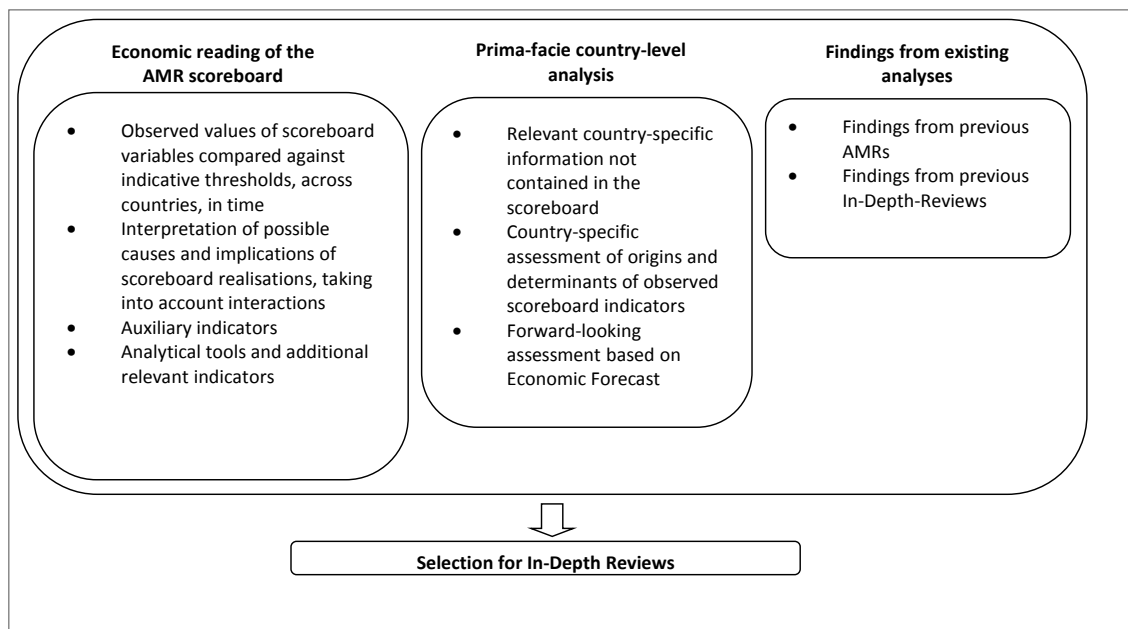 Economic reading of the
AMR scoreboard
• Observed values of scoreboard
variables compared against
indicative thresholds, across
countries, in time
• Interpretation of possible
causes and implications of
scoreboard realisations, taking
into account interactions
• Auxiliary indicators
• Analytical tools and additional
relevant indicators
Prima-facie country-level
analysis
• Relevant country-specific
information not
contained in the
scoreboard
• Country-specific
assessment of origins and
determinants of observed
scoreboard indicators
• Forward-looking
assessment based on
Economic Forecast
Findings from existing
analyses
• Findings from previous
AMRs
• Findings from previous
In-Depth-Reviews
Selection for In-Depth Reviews